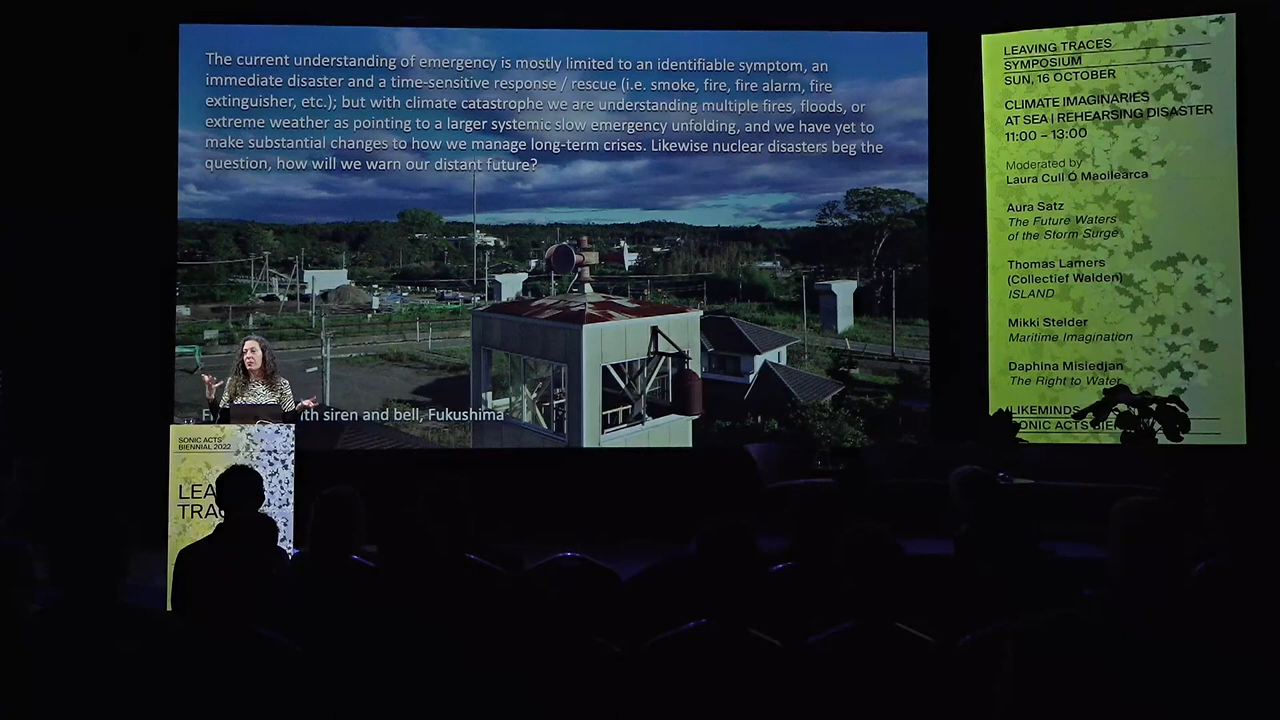 The current understanding of emergency is mostly limited to an identifiable symptom, an
immediate disaster and a time-sensitive response / rescue (i.e. smoke, fire, fire alarm, fire
extinguisher, etc.); but with climate catastrophe we are understanding multiple fires, floods, or
extreme weather as pointing to a larger systemic slow emergency unfolding, and we have yet to
make substantial changes to how we manage long-term crises. Likewise nuclear disasters beg the
question, how will we warn our distant future?
siren and bell, Fukushima
SONIC ACTS
BIENNIAL 2022
LEA
TRA
LEAVING TRACES
SYMPOSIUM
SUN, 16 OCTOBER
CLIMATE IMAGINARIES
AT SEA | REHEARSING DISASTER
11:00 – 13:00
Moderated by
Laura Cull Ó Maoilearca
Aura Satz
The Future Waters
of the Storm Surge
Thomas Lamers
(Collectief Walden)
ISLAND
Mikki Stelder
Maritime Imagination
Daphina Misiedjan
The Right to Water
LIKEMINDS
SONIC ACTS